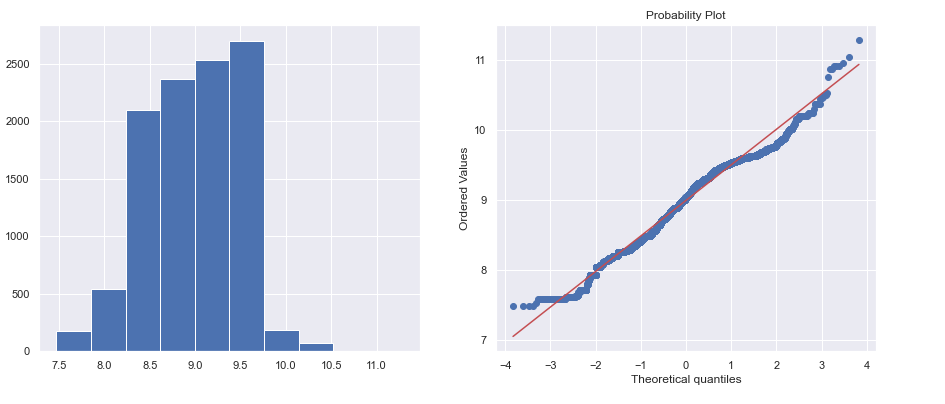 2500
2000
1500
1000
500
0
7.5 8.0 8.5 9.0 9.5 10.0 10.5 11.0
Probability Plot
Ordered Values
11
10
9
8
7
−4 −3 −2 −1 0 1 2 3 4
Theoretical quantiles